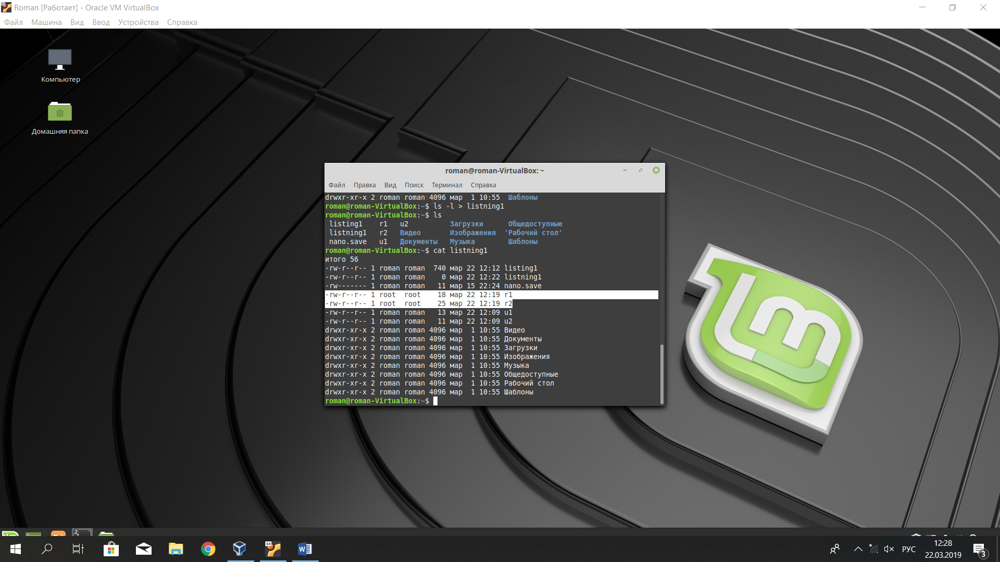 Roman [Работает] - Oracle VM VirtualBox
Файл Машина Вид Ввод Устройства Справка
Компьютер
Домашняя папка
roman@roman-VirtualBox: ~
Файл Правка Вид Поиск Терминал Справка
drwxr-xr-x 2 roman roman 4096 мар  1 10:55  Шаблоны
roman@roman-VirtualBox:~$ ls -l > listning1
roman@roman-VirtualBox:~$ ls
listing1 r1 u2 Загрузки Общедоступные
listning1 r2 Видео Изображения 'Рабочий стол'
nano.save u1 Документы Музыка Шаблоны
roman@roman-VirtualBox:~$ cat listning1
итого 56
-rw-r--r-- 1 roman roman  740 мар 22 12:12 listing1
-rw-r--r-- 1 roman roman    0 мар 22 12:22 listning1
-rw------- 1 roman roman   11 мар 15 22:24 nano.save
-rw-r--r-- 1 root  root    18 мар 22 12:19 r1
-rw-r--r-- 1 root  root    25 мар 22 12:19 r2
-rw-r--r-- 1 roman roman   13 мар 22 12:09 u1
-rw-r--r-- 1 roman roman   11 мар 22 12:09 u2
drwxr-xr-x 2 roman roman 4096 мар  1 10:55 Видео
drwxr-xr-x 2 roman roman 4096 мар  1 10:55 Документы
drwxr-xr-x 2 roman roman 4096 мар  1 10:55 Загрузки
drwxr-xr-x 2 roman roman 4096 мар  1 10:55 Изображения
drwxr-xr-x 2 roman roman 4096 мар  1 10:55 Музыка
drwxr-xr-x 2 roman roman 4096 мар  1 10:55 Общедоступные
drwxr-xr-x 2 roman roman 4096 мар  1 10:55 Рабочий стол
drwxr-xr-x 2 roman roman 4096 мар  1 10:55 Шаблоны
roman@roman-VirtualBox:~$
2
64
W
РУС
12:28
22.03.2019
3